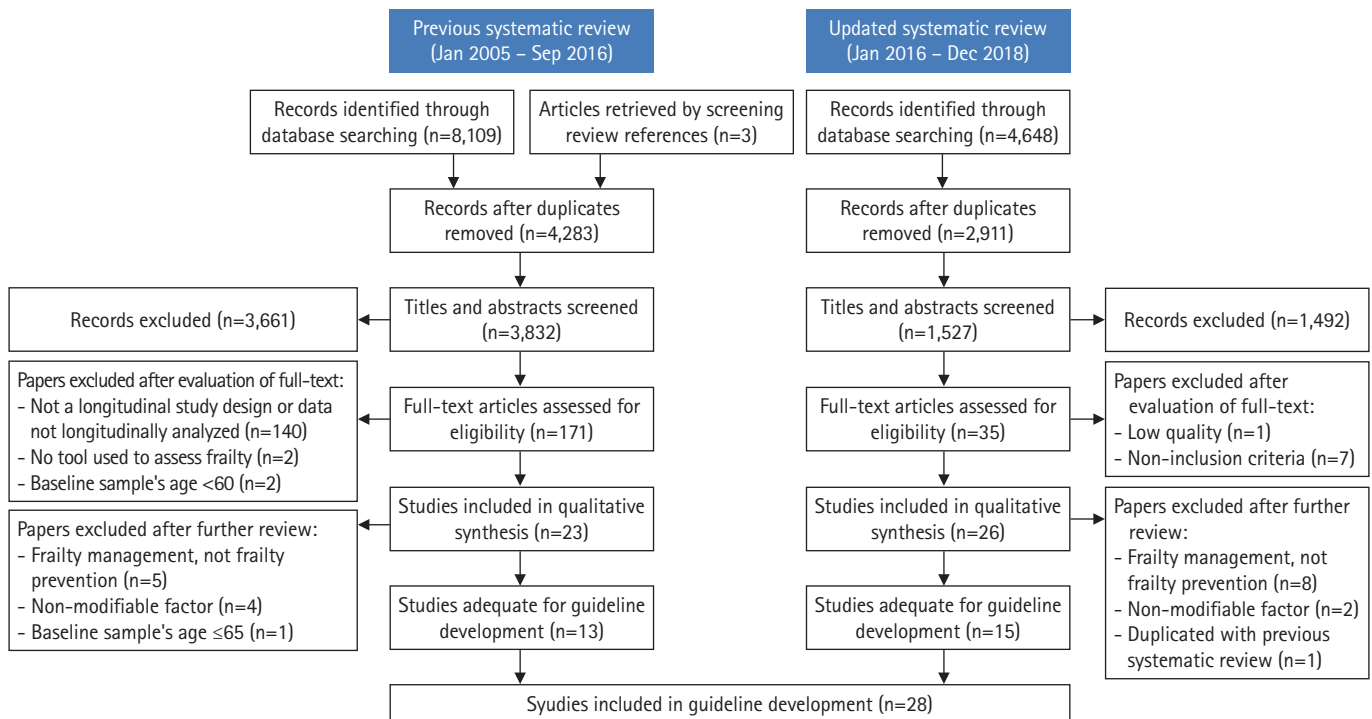 Previous systematic review
(Jan 2005 – Sep 2016)
Updated systematic review
(Jan 2016 – Dec 2018)
Records identified through
database searching (n=8,109)
Articles retrieved by screening
review references (n=3)
Records identified through
database searching (n=4,648)
Records after duplicates
removed (n=4,283)
Records after duplicates
removed (n=2,911)
Records excluded (n=3,661)
Titles and abstracts screened
(n=3,832)
Titles and abstracts screened
(n=1,527)
Records excluded (n=1,492)
Papers excluded after evaluation of full-text:
- Not a longitudinal study design or data
not longitudinally analyzed (n=140)
- No tool used to assess frailty (n=2)
- Baseline sample's age <60 (n=2)
Full-text articles assessed for
eligibility (n=171)
Full-text articles assessed for
eligibility (n=35)
Papers excluded after
evaluation of full-text:
- Low quality (n=1)
- Non-inclusion criteria (n=7)
Papers excluded after further review:
- Frailty management, not frailty
prevention (n=5)
- Non-modifiable factor (n=4)
- Baseline sample's age ≤65 (n=1)
Studies included in qualitative
synthesis (n=23)
Studies included in qualitative
synthesis (n=26)
Papers excluded after further
review:
- Frailty management, not
frailty prevention (n=8)
- Non-modifiable factor (n=2)
- Duplicated with previous
systematic review (n=1)
Studies adequate for guideline
development (n=13)
Studies adequate for guideline
development (n=15)
Syudies included in guideline development (n=28)